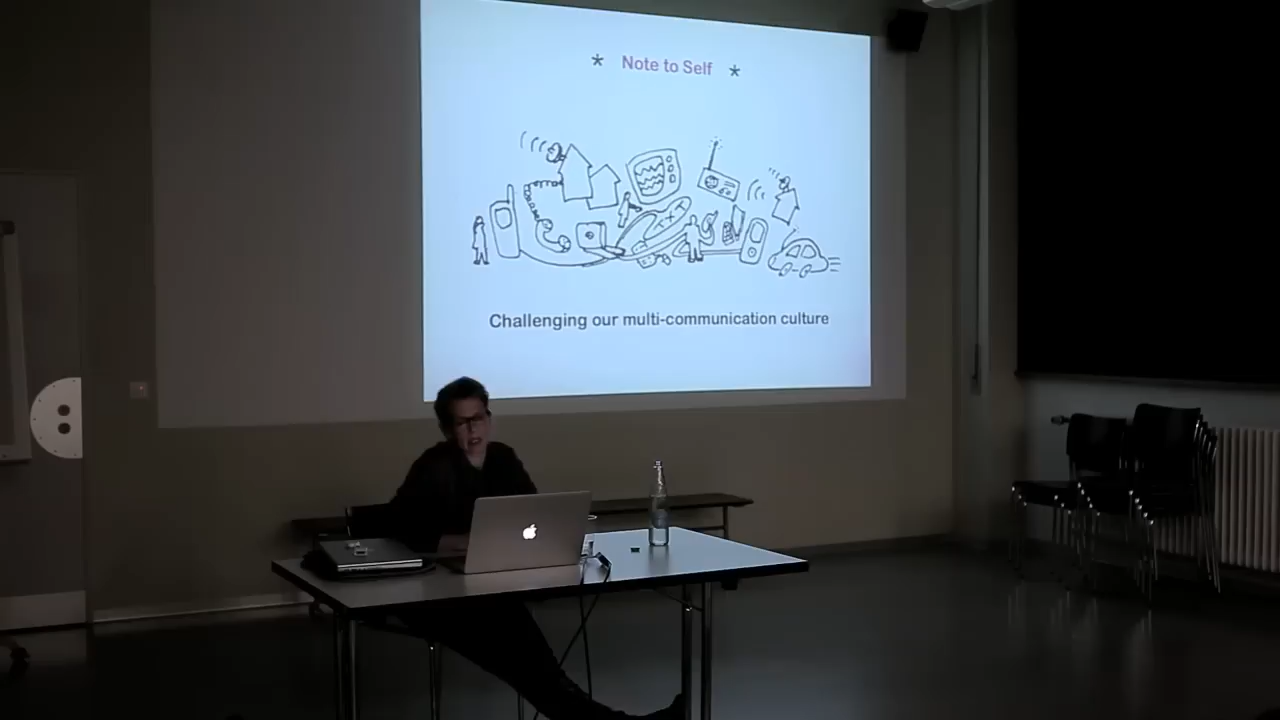 * Note to Self *
Challenging our multi-communication culture